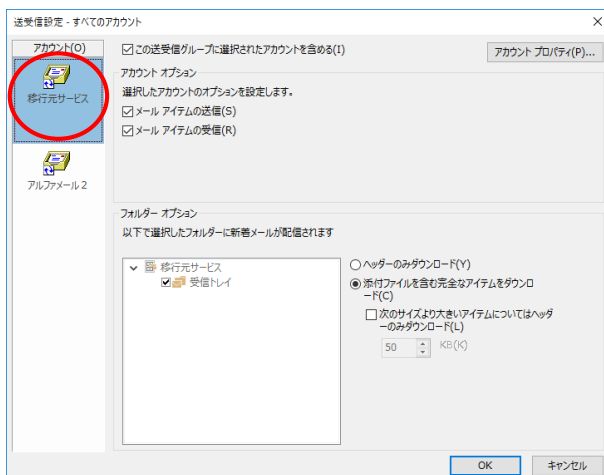 送受信設定 - すべてのアカウント
アカウント(O)
移行元サービス
アルファメール2
この送受信グループに選択されたアカウントを含める(I)
アカウント プロパティ(P)...
アカウント オプション
選択したアカウントのオプションを設定します。
メール アイテムの送信(S)
メール アイテムの受信(R)
フォルダー オプション
以下で選択したフォルダーに新着メールが配信されます
移行元サービス
受信トレイ
ヘッダーのみダウンロード(Y)
添付ファイルを含む完全なアイテムをダウンロ
ード(C)
次のサイズより大きいアイテムについてはヘッダ
ーのみダウンロード(L)
50 KB(K)
OK
キャンセル